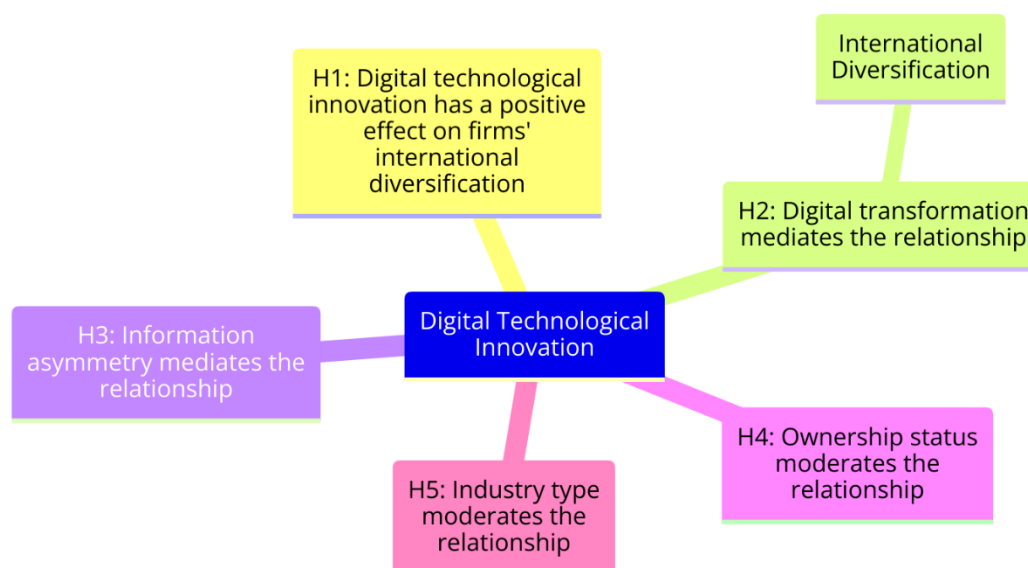 International
Diversification
H1: Digital technological
innovation has a positive
effect on firms'
international
diversification
H2: Digital transformation
mediates the relationship
Digital Technological
Innovation
H3: Information
asymmetry mediates the
relationship
H4: Ownership status
moderates the
relationship
H5: Industry type
moderates the
relationship